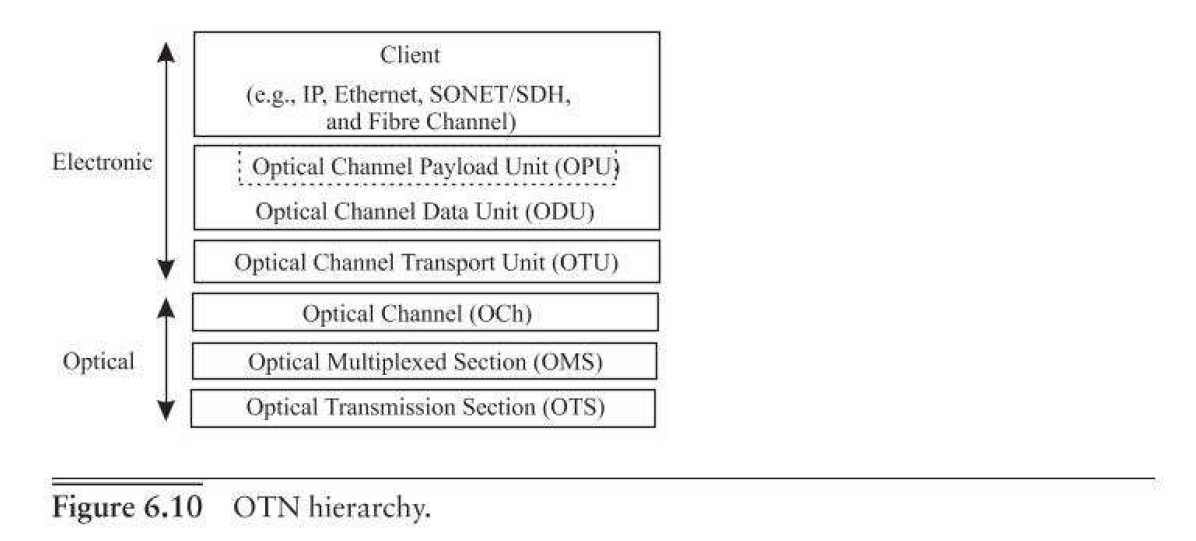 Client
(e.g., IP, Ethernet, SONET/SDH,
and Fibre Channel)
Electronic
Optical Channel Payload Unit (OPU)
Optical Channel Data Unit (ODU)
Optical Channel Transport Unit (OTU)
Optical Channel (OCh)
Optical
Optical Multiplexed Section (OMS)
Optical Transmission Section (OTS)
Figure 6.10 OTN hierarchy.